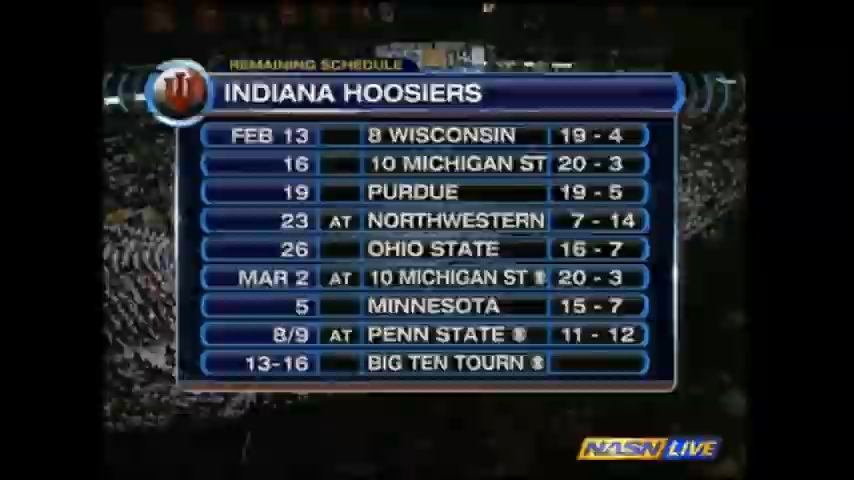 REMAINING SCHEDULE
INDIANA HOOSIERS
FEB 13 8 WISCONSIN 19 - 4
16 10 MICHIGAN ST 20 - 3
19 PURDUE 19 - 5
23 AT NORTHWESTERN 7 - 14
26 OHIO STATE 16 - 7
MAR 2 AT 10 MICHIGAN ST 20 - 3
5 MINNESOTA 15 - 7
8/9 AT PENN STATE 11 - 12
13-16 BIG TEN TOURN
NASN LIVE